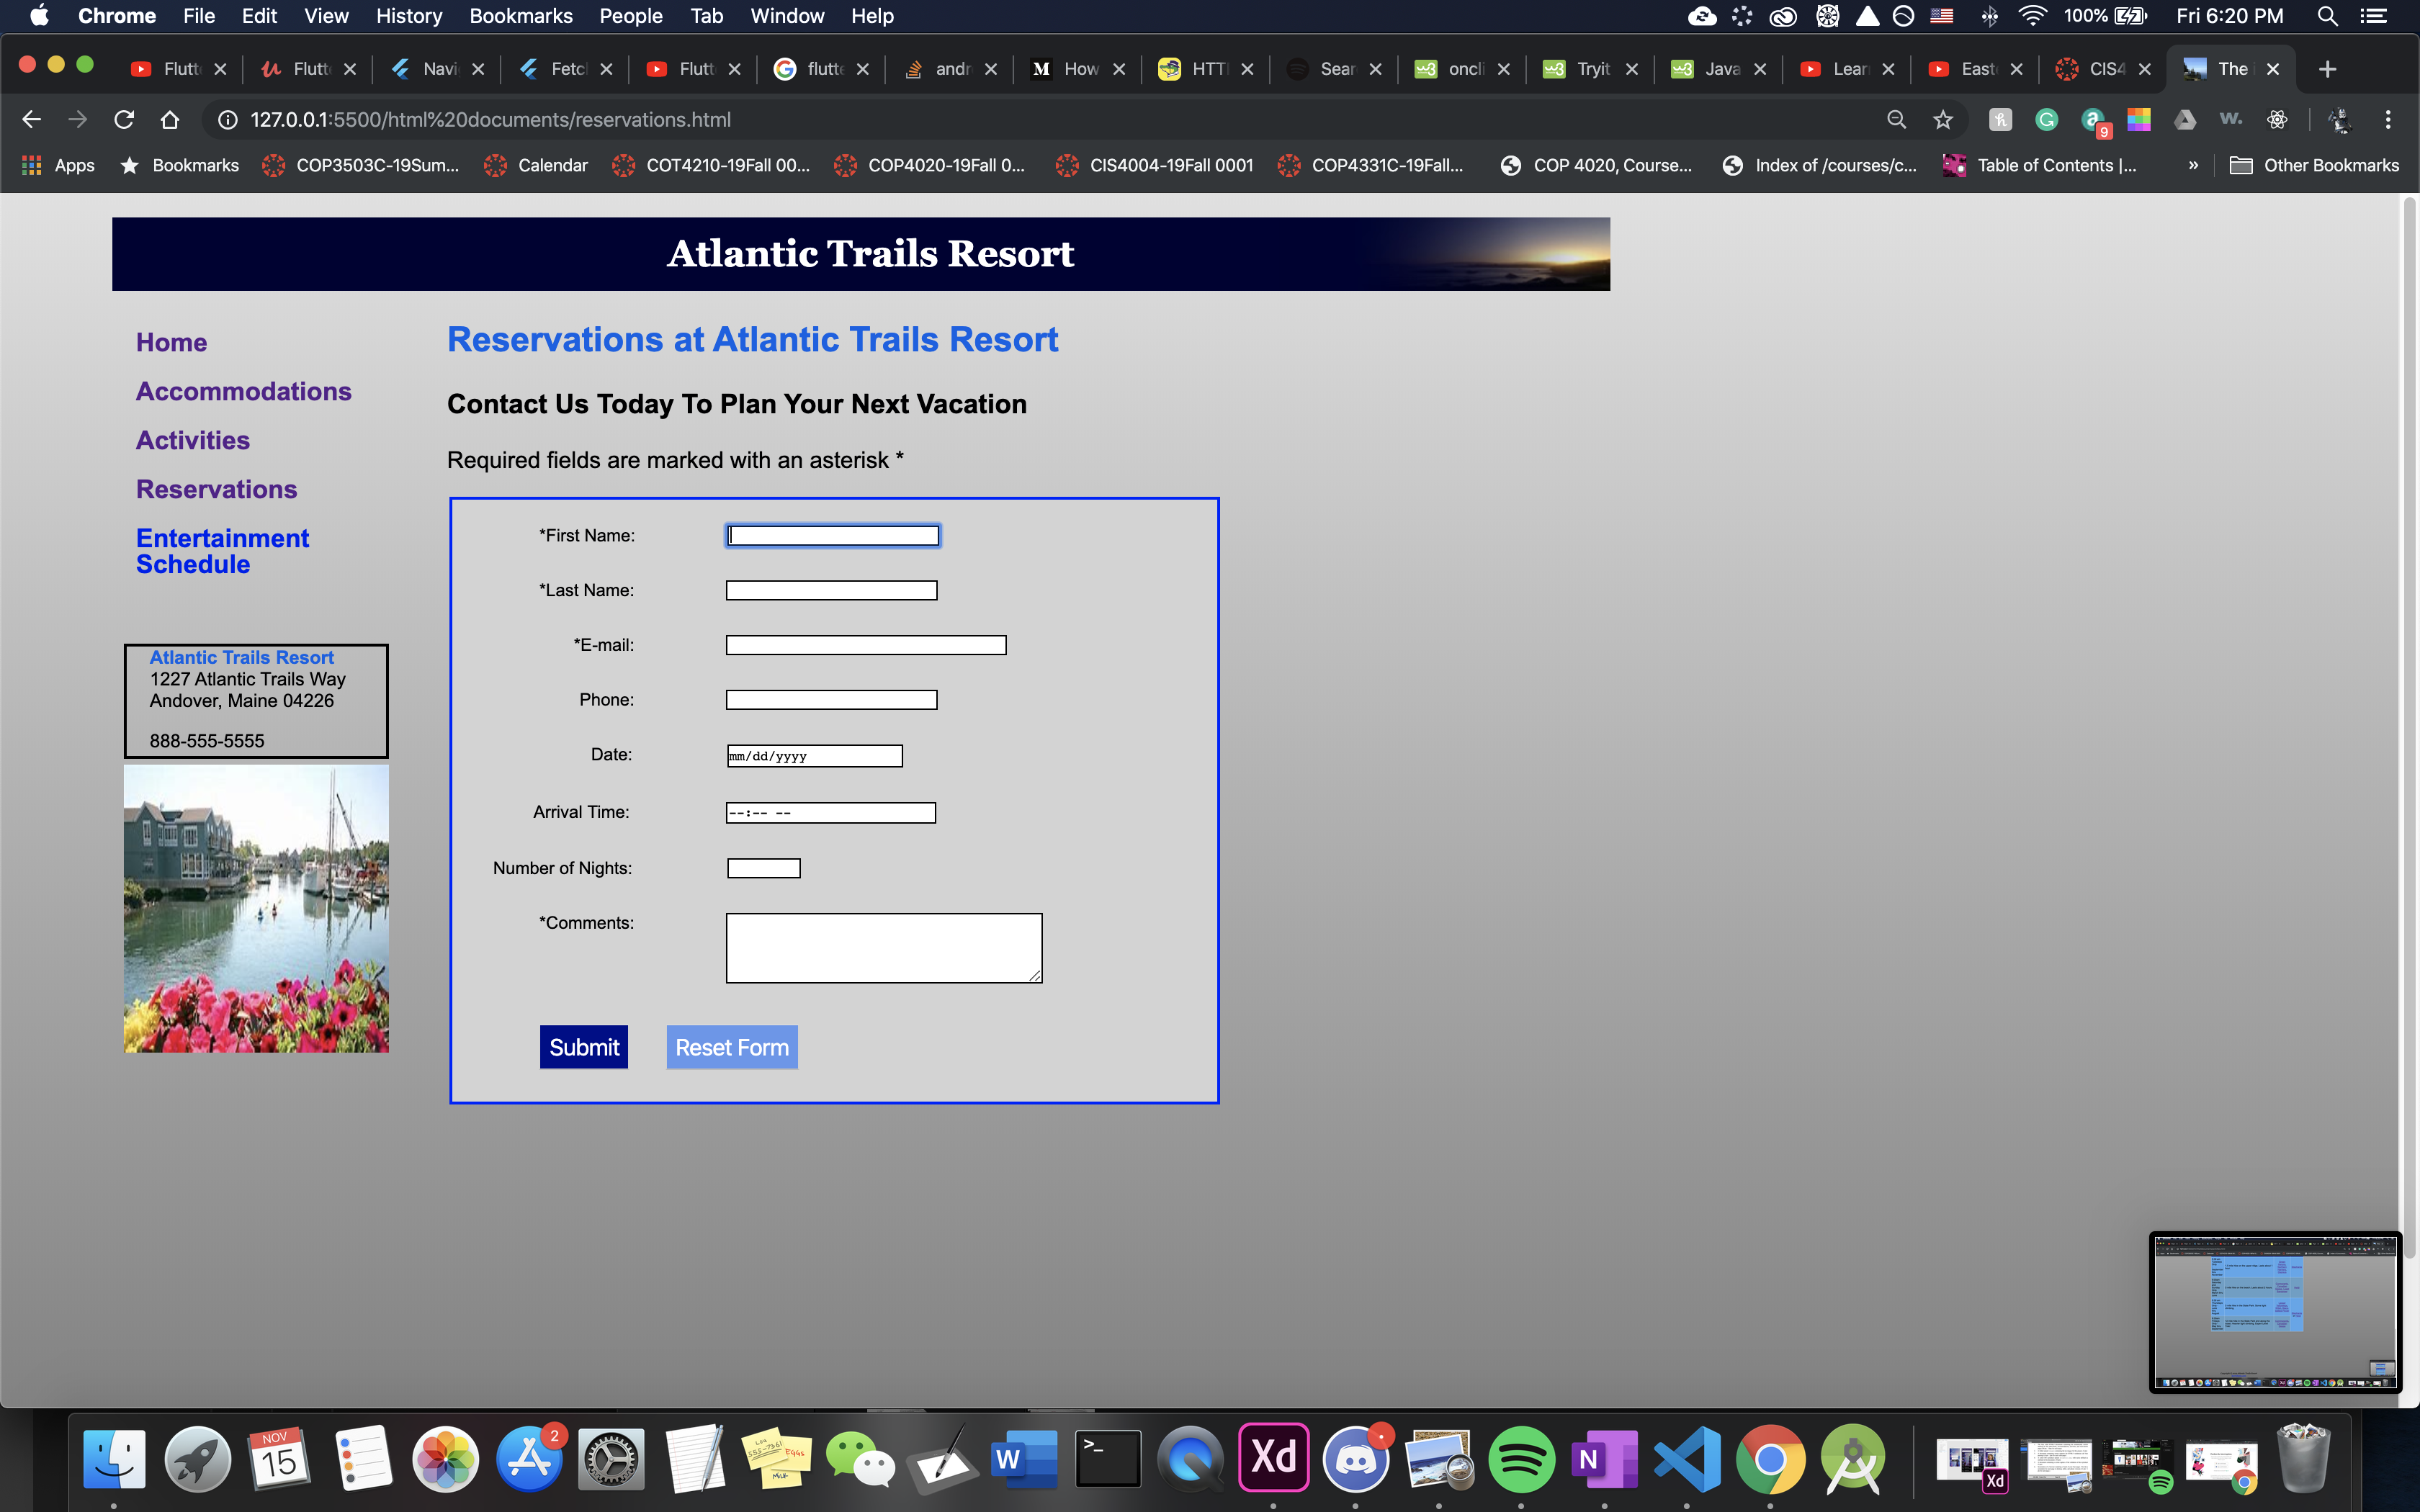 Chrome File Edit View History Bookmarks People Tab Window Help 100% Fri 6:20 PM
Flutt Flutt Navi Fetcl Flutt flutte andr How HTTI Sear oncli Tryit Java Lear East CIS4 The
127.0.0.1:5500/html%20documents/reservations.html 9
Apps Bookmarks COP3503C-19Sum... Calendar COT4210-19Fall 00... COP4020-19Fall 0... CIS4004-19Fall 0001 COP4331C-19Fall... COP 4020, Course... Index of /courses/c... Table of Contents |... » Other Bookmarks
Atlantic Trails Resort
Home
Accommodations
Activities
Reservations
Entertainment
Schedule
Atlantic Trails Resort
1227 Atlantic Trails Way
Andover, Maine 04226
888-555-5555
Reservations at Atlantic Trails Resort
Contact Us Today To Plan Your Next Vacation
Required fields are marked with an asterisk *
*First Name:
*Last Name:
*E-mail:
Phone:
Date: mm/dd/yyyy
Arrival Time: --:-- --
Number of Nights:
*Comments:
Submit Reset Form
NOV
15
2
W
>_
Xd
N
Xd